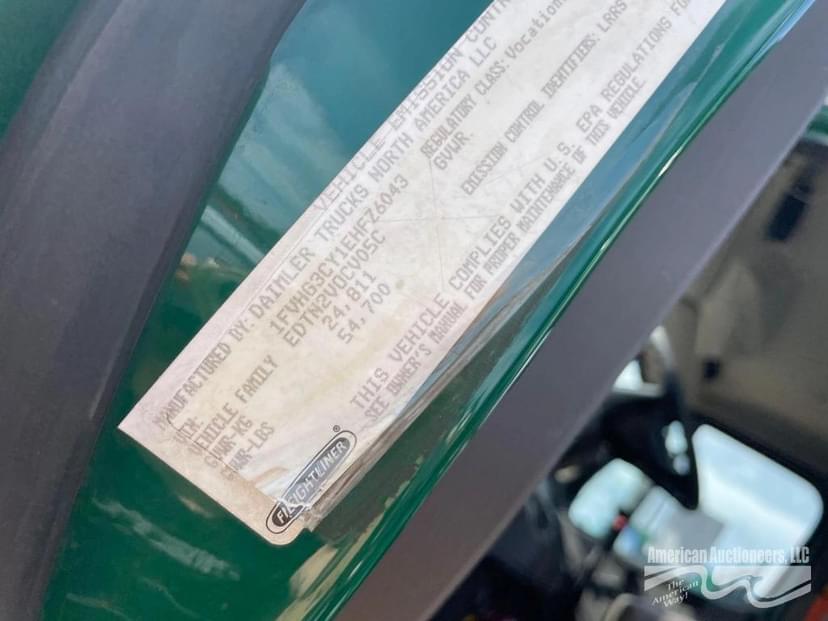 VEHICLE EMISSION CONTR
MANUFACTURED BY: DAIMLER TRUCKS NORTH AMERICA LLC
VIN: 1FVHG3CY1EHFZ6043 REGULATORY CLASS: Vocation
VEHICLE FAMILY EDTN2VOCV05C GVWR
GVWR-KG 24,811 EMISSION CONTROL IDENTIFIERS: LRRS
GVWR-LBS 54,700
THIS VEHICLE COMPLIES WITH U.S. EPA REGULATIONS FO
SEE OWNER'S MANUAL FOR PROPER MAINTENANCE OF THIS VEHICLE.
FREIGHTLINER ®
American Auctioneers, LLC
The American Way!